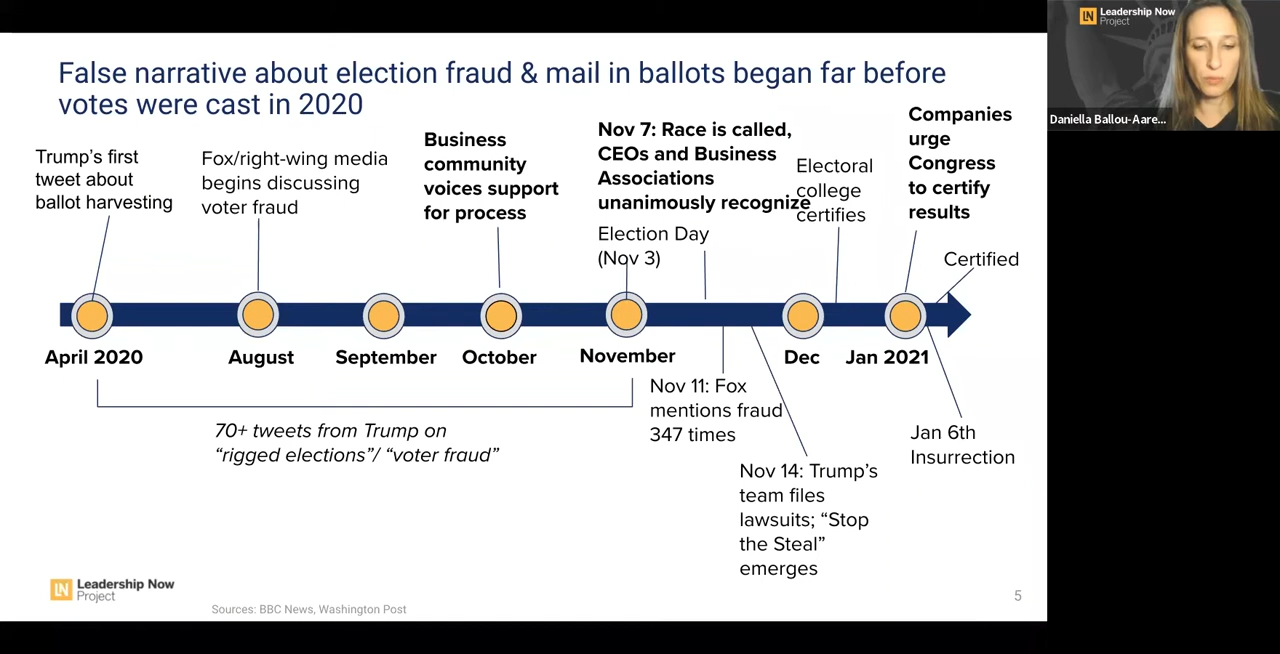 False narrative about election fraud & mail in ballots began far before
votes were cast in 2020
Trump's first
tweet about
ballot harvesting
Fox/right-wing media
begins discussing
voter fraud
Business
community
voices support
for process
Nov 7: Race is called,
CEOs and Business
Associations
unanimously recognize
Election Day
(Nov 3)
Electoral
college
certifies
Companies
urge
Congress
to certify
results
Certified
April 2020
August
September
October
November
Dec
Jan 2021
70+ tweets from Trump on
“rigged elections”/ “voter fraud”
Nov 11: Fox
mentions fraud
347 times
Nov 14: Trump's
team files
lawsuits; “Stop
the Steal”
emerges
Jan 6th
Insurrection
LN Leadership Now
Project
Sources: BBC News, Washington Post
5
LN Leadership Now
Project
Daniella Ballou-Aare...